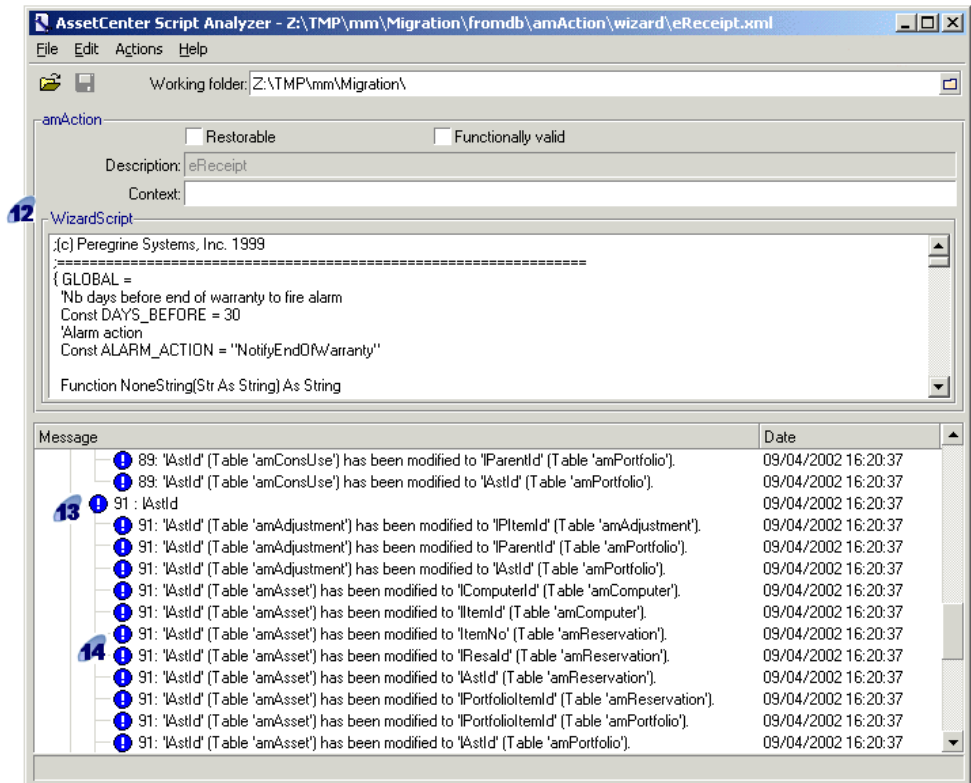 AssetCenter Script Analyzer - Z:\TMP\mm\Migration\fromdb\amAction\wizard\eReceipt.xml
File Edit Actions Help
Working folder: Z:\TMP\mm\Migration\
amAction
Restorable Functionally valid
Description: eReceipt
Context:
12
WizardScript
;(c) Peregrine Systems, Inc. 1999
;=================================================================
{ GLOBAL =
'Nb days before end of warranty to fire alarm
Const DAYS_BEFORE = 30
'Alarm action
Const ALARM_ACTION = "NotifyEndOfWarranty"
Function NoneString(Str As String) As String
Message Date
89: 'lAstId' (Table 'amConsUse') has been modified to 'lParentId' (Table 'amPortfolio'). 09/04/2002 16:20:37
89: 'lAstId' (Table 'amConsUse') has been modified to 'lAstId' (Table 'amPortfolio'). 09/04/2002 16:20:37
13 91 : lAstId 09/04/2002 16:20:37
91: 'lAstId' (Table 'amAdjustment') has been modified to 'lPItemId' (Table 'amAdjustment'). 09/04/2002 16:20:37
91: 'lAstId' (Table 'amAdjustment') has been modified to 'lParentId' (Table 'amPortfolio'). 09/04/2002 16:20:37
91: 'lAstId' (Table 'amAdjustment') has been modified to 'lAstId' (Table 'amPortfolio'). 09/04/2002 16:20:37
91: 'lAstId' (Table 'amAsset') has been modified to 'lComputerId' (Table 'amComputer'). 09/04/2002 16:20:37
91: 'lAstId' (Table 'amAsset') has been modified to 'lItemId' (Table 'amComputer'). 09/04/2002 16:20:37
91: 'lAstId' (Table 'amAsset') has been modified to 'ItemNo' (Table 'amReservation'). 09/04/2002 16:20:37
14 91: 'lAstId' (Table 'amAsset') has been modified to 'lResaId' (Table 'amReservation'). 09/04/2002 16:20:37
91: 'lAstId' (Table 'amAsset') has been modified to 'lAstId' (Table 'amReservation'). 09/04/2002 16:20:37
91: 'lAstId' (Table 'amAsset') has been modified to 'lPortfolioItemId' (Table 'amReservation'). 09/04/2002 16:20:37
91: 'lAstId' (Table 'amAsset') has been modified to 'lPortfolioItemId' (Table 'amPortfolio'). 09/04/2002 16:20:37
91: 'lAstId' (Table 'amAsset') has been modified to 'lAstId' (Table 'amPortfolio'). 09/04/2002 16:20:37